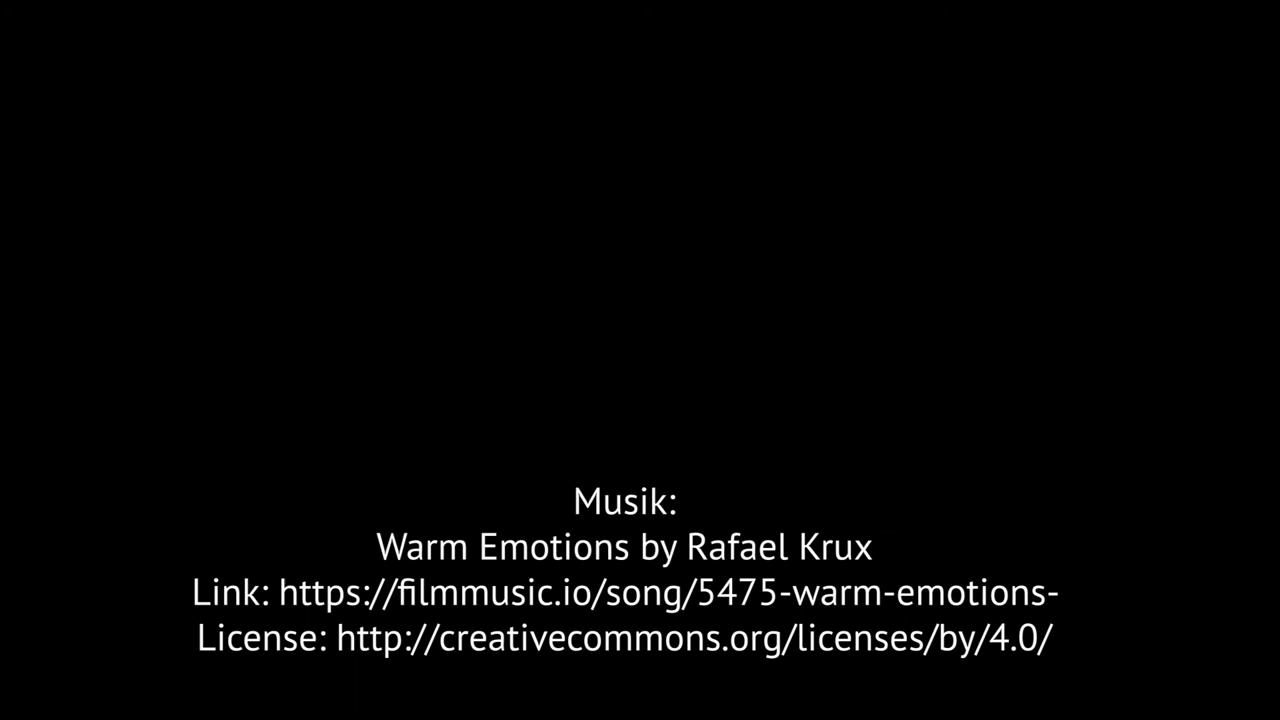 Musik:
Warm Emotions by Rafael Krux
Link: https://filmmusic.io/song/5475-warm-emotions-
License: http://creativecommons.org/licenses/by/4.0/